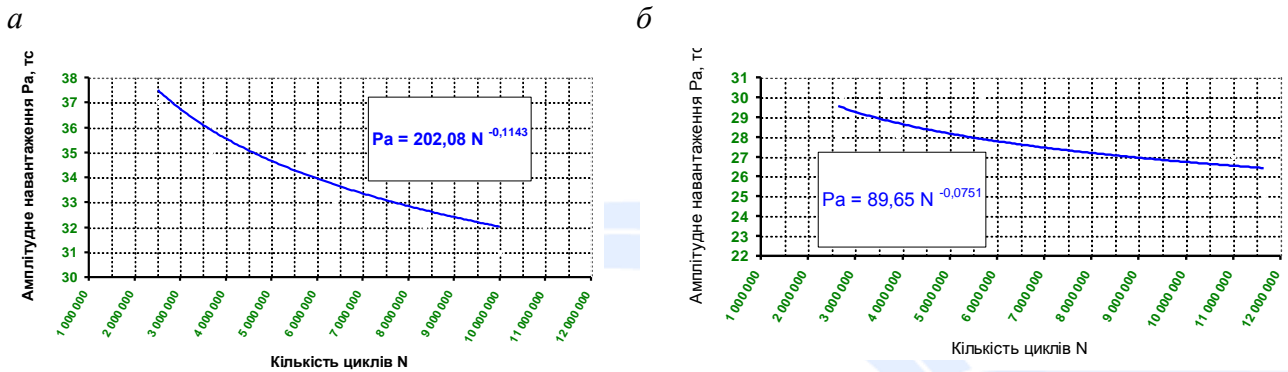 а
б
Амплітудне навантаження Pa, тс
38
37
36
35
34
33
32
31
30
Pa = 202,08 N -0,1143
1 000 000
2 000 000
3 000 000
4 000 000
5 000 000
6 000 000
7 000 000
8 000 000
9 000 000
10 000 000
11 000 000
12 000 000
Кількість циклів N
Амплітудне навантаження Pa, тс
31
30
29
28
27
26
25
24
23
22
Pa = 89,65 N -0,0751
1 000 000
2 000 000
3 000 000
4 000 000
5 000 000
6 000 000
7 000 000
8 000 000
9 000 000
10 000 000
11 000 000
12 000 000
Кількість циклів N